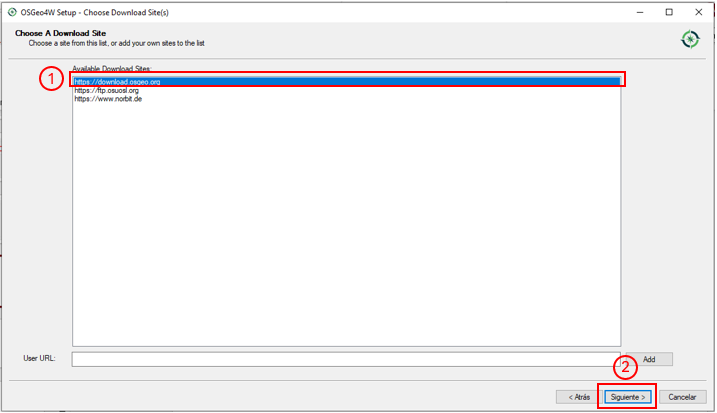 OSGeo4W Setup - Choose Download Site(s)
Choose A Download Site
Choose a site from this list, or add your own sites to the list
Available Download Sites:
1
https://download.osgeo.org
https://ftp.osuosl.org
https://www.norbit.de
User URL:
Add
2
< Atrás
Siguiente >
Cancelar